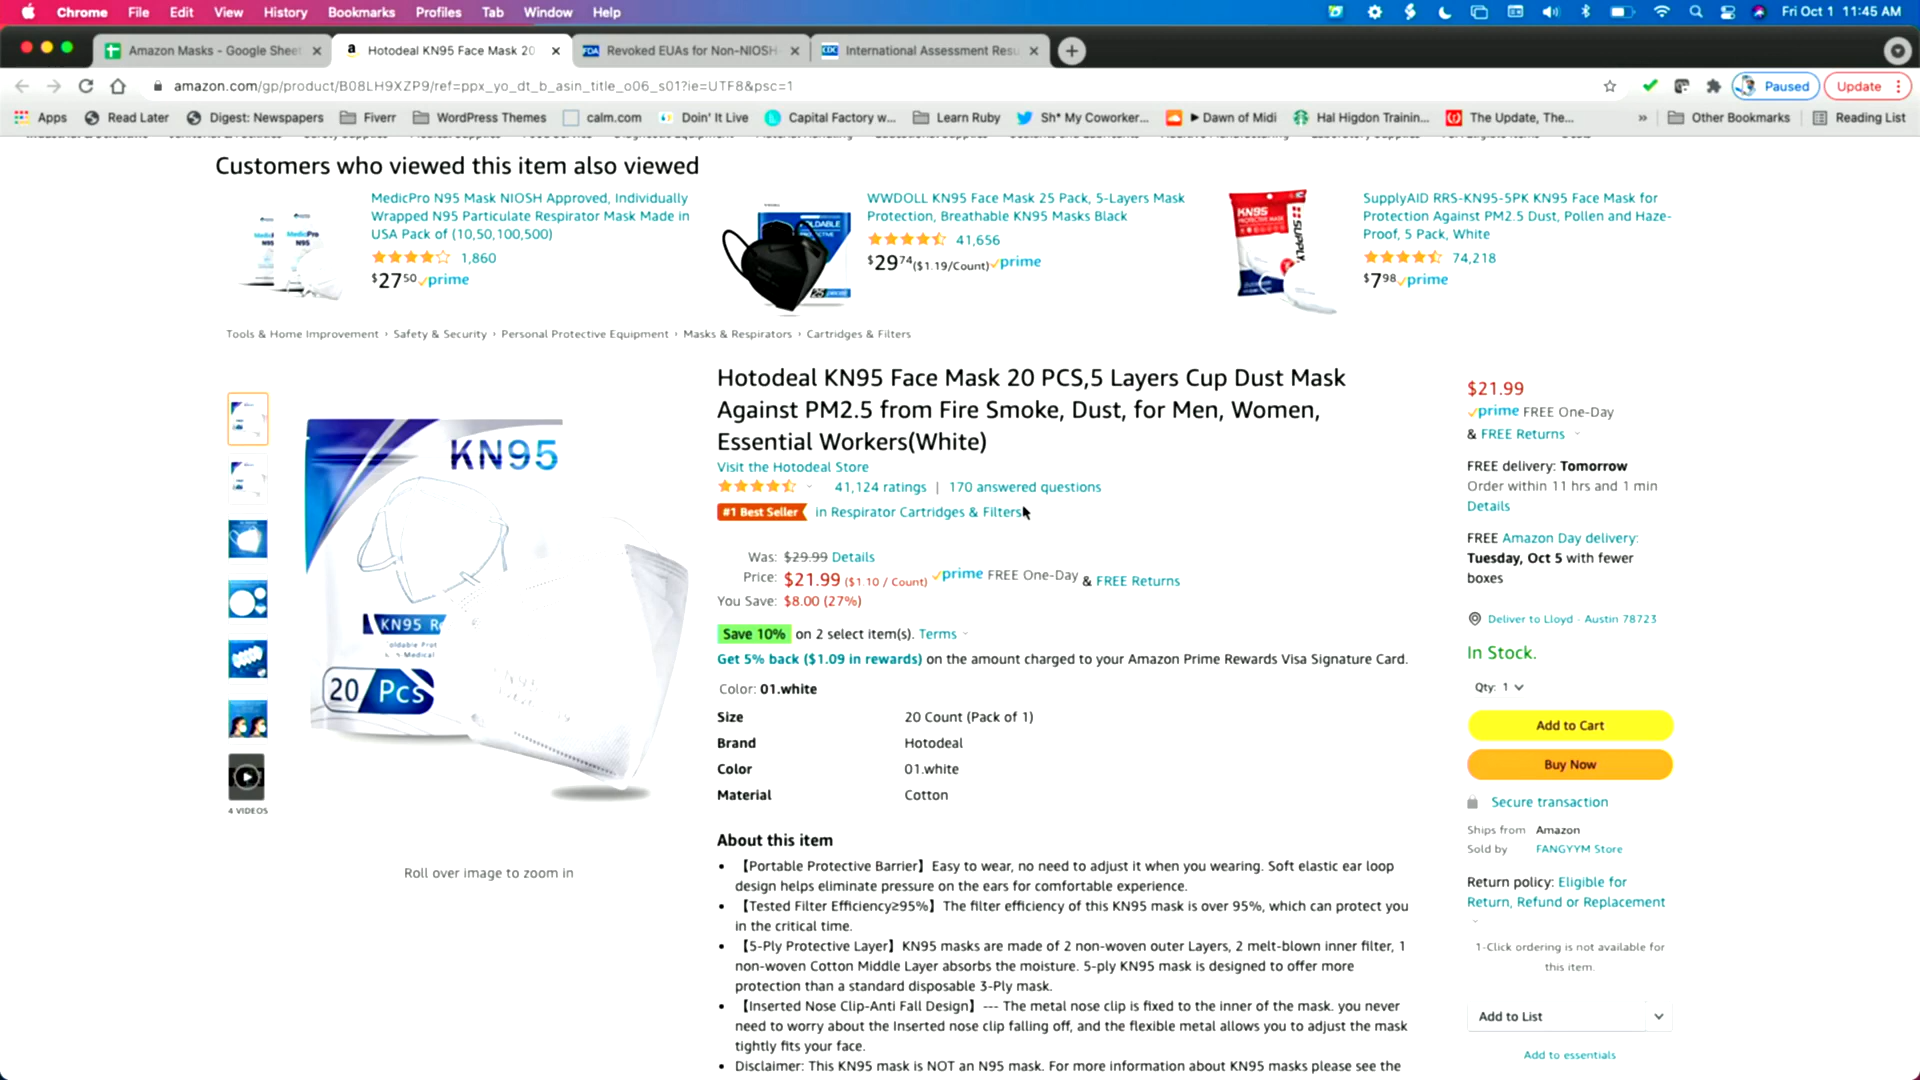 Chrome File Edit View History Bookmarks Profiles Tab Window Help Fri Oct 1 11:45 AM
Amazon Masks - Google Sheet Hotodeal KN95 Face Mask 20 FDA Revoked EUAs for Non-NIOSH CDC International Assessment Resu
amazon.com/gp/product/B08LH9XZP9/ref=ppx_yo_dt_b_asin_title_o06_s01?ie=UTF8&psc=1 Paused Update
Apps Read Later Digest: Newspapers Fiverr WordPress Themes calm.com Doin' It Live Capital Factory w... Learn Ruby Sh* My Coworker... ▸ Dawn of Midi Hal Higdon Trainin... The Update, The... » Other Bookmarks Reading List
Customers who viewed this item also viewed
MedicPro N95 Mask NIOSH Approved, Individually
Wrapped N95 Particulate Respirator Mask Made in
USA Pack of (10,50,100,500)
1,860
$27 50 prime
WWDOLL KN95 Face Mask 25 Pack, 5-Layers Mask
Protection, Breathable KN95 Masks Black
41,656
$29 74 ($1.19/Count) prime
SupplyAID RRS-KN95-5PK KN95 Face Mask for
Protection Against PM2.5 Dust, Pollen and Haze-
Proof, 5 Pack, White
74,218
$7 98 prime
Tools & Home Improvement › Safety & Security › Personal Protective Equipment › Masks & Respirators › Cartridges & Filters
KN95
KN95 Re
20 Pcs
4 VIDEOS
Roll over image to zoom in
Hotodeal KN95 Face Mask 20 PCS,5 Layers Cup Dust Mask
Against PM2.5 from Fire Smoke, Dust, for Men, Women,
Essential Workers(White)
Visit the Hotodeal Store
41,124 ratings | 170 answered questions
#1 Best Seller in Respirator Cartridges & Filters
Was: $29.99 Details
Price: $21.99 ($1.10 / Count) prime FREE One-Day & FREE Returns
You Save: $8.00 (27%)
Save 10% on 2 select item(s). Terms
Get 5% back ($1.09 in rewards) on the amount charged to your Amazon Prime Rewards Visa Signature Card.
Color: 01.white
Size 20 Count (Pack of 1)
Brand Hotodeal
Color 01.white
Material Cotton
About this item
• 【Portable Protective Barrier】Easy to wear, no need to adjust it when you wearing. Soft elastic ear loop
design helps eliminate pressure on the ears for comfortable experience.
• 【Tested Filter Efficiency≥95%】The filter efficiency of this KN95 mask is over 95%, which can protect you
in the critical time.
• 【5-Ply Protective Layer】KN95 masks are made of 2 non-woven outer Layers, 2 melt-blown inner filter, 1
non-woven Cotton Middle Layer absorbs the moisture. 5-ply KN95 mask is designed to offer more
protection than a standard disposable 3-Ply mask.
• 【Inserted Nose Clip-Anti Fall Design】--- The metal nose clip is fixed to the inner of the mask. you never
need to worry about the Inserted nose clip falling off, and the flexible metal allows you to adjust the mask
tightly fits your face.
• Disclaimer: This KN95 mask is NOT an N95 mask. For more information about KN95 masks please see the
$21.99
prime FREE One-Day
& FREE Returns
FREE delivery: Tomorrow
Order within 11 hrs and 1 min
Details
FREE Amazon Day delivery:
Tuesday, Oct 5 with fewer
boxes
Deliver to Lloyd - Austin 78723
In Stock.
Qty: 1
Add to Cart
Buy Now
Secure transaction
Ships from Amazon
Sold by FANGYYM Store
Return policy: Eligible for
Return, Refund or Replacement
1-Click ordering is not available for
this item.
Add to List
Add to essentials